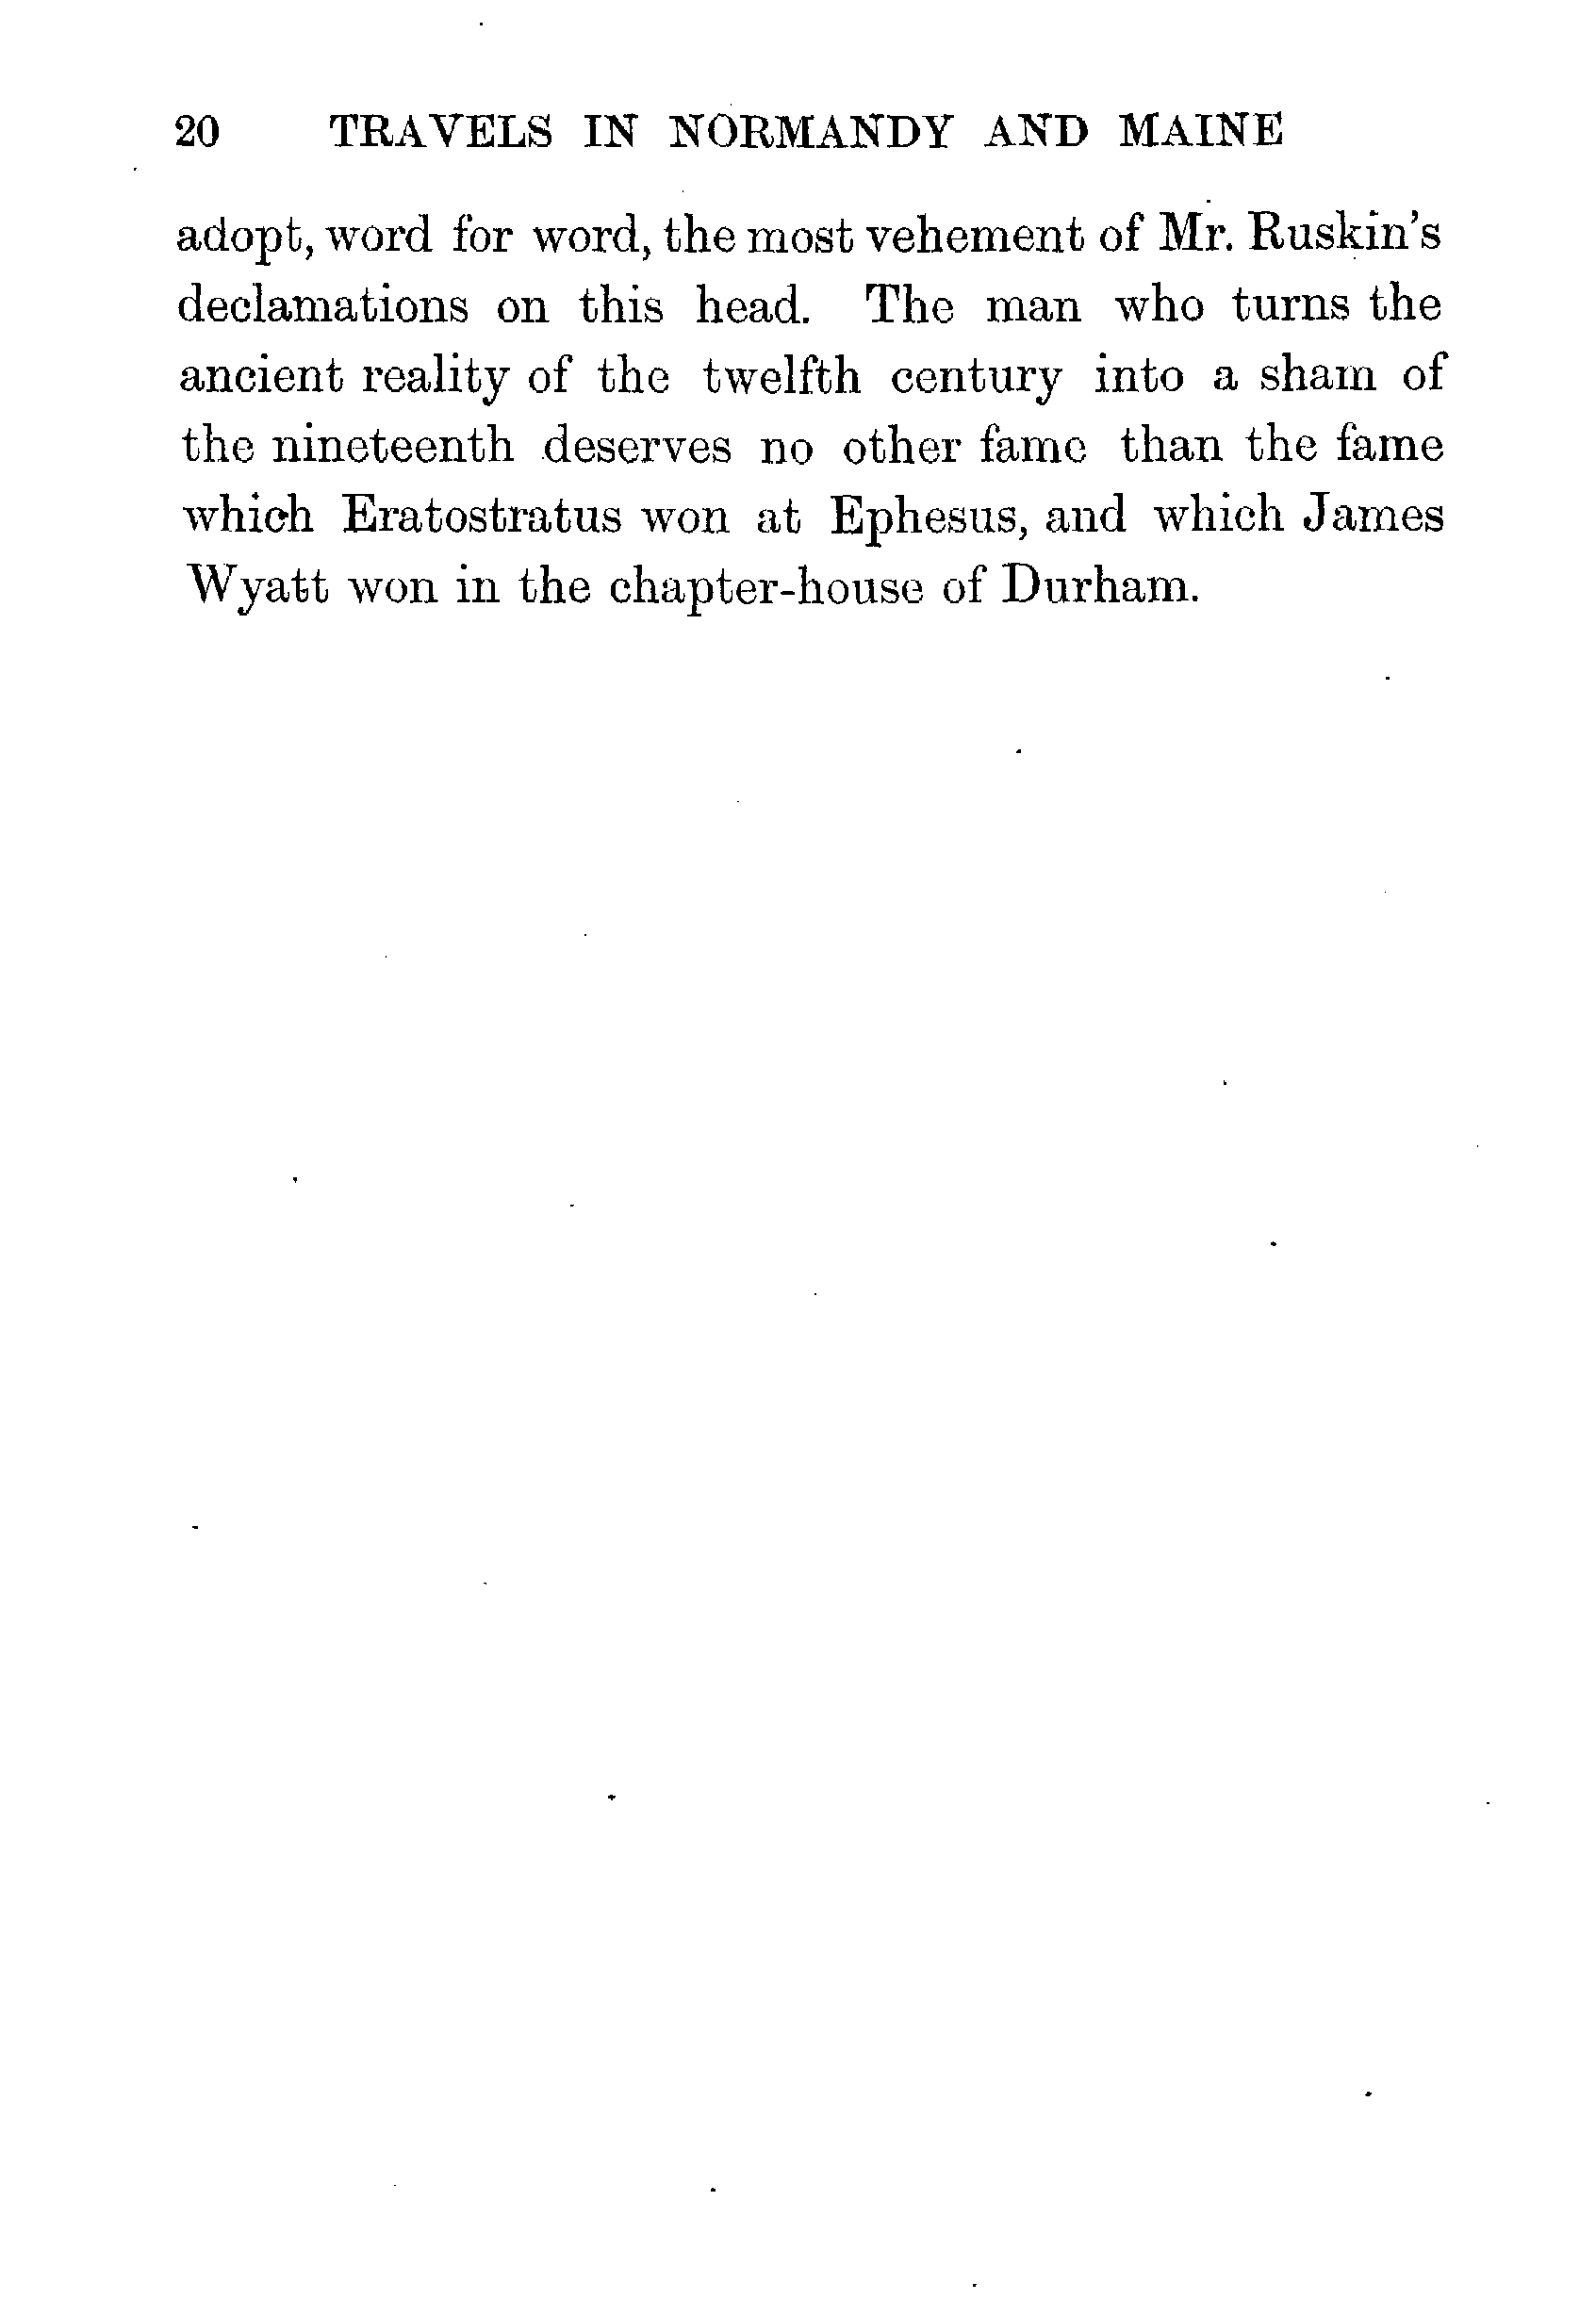 20 TRAVELS IN NORMANDY AND MAINE
adopt, word for word, the most vehement of Mr. Ruskin's
declamations on this head. The man who turns the
ancient reality of the twelfth century into a sham of
the nineteenth deserves no other fame than the fame
which Eratostratus won at Ephesus, and which James
Wyatt won in the chapter-house of Durham.